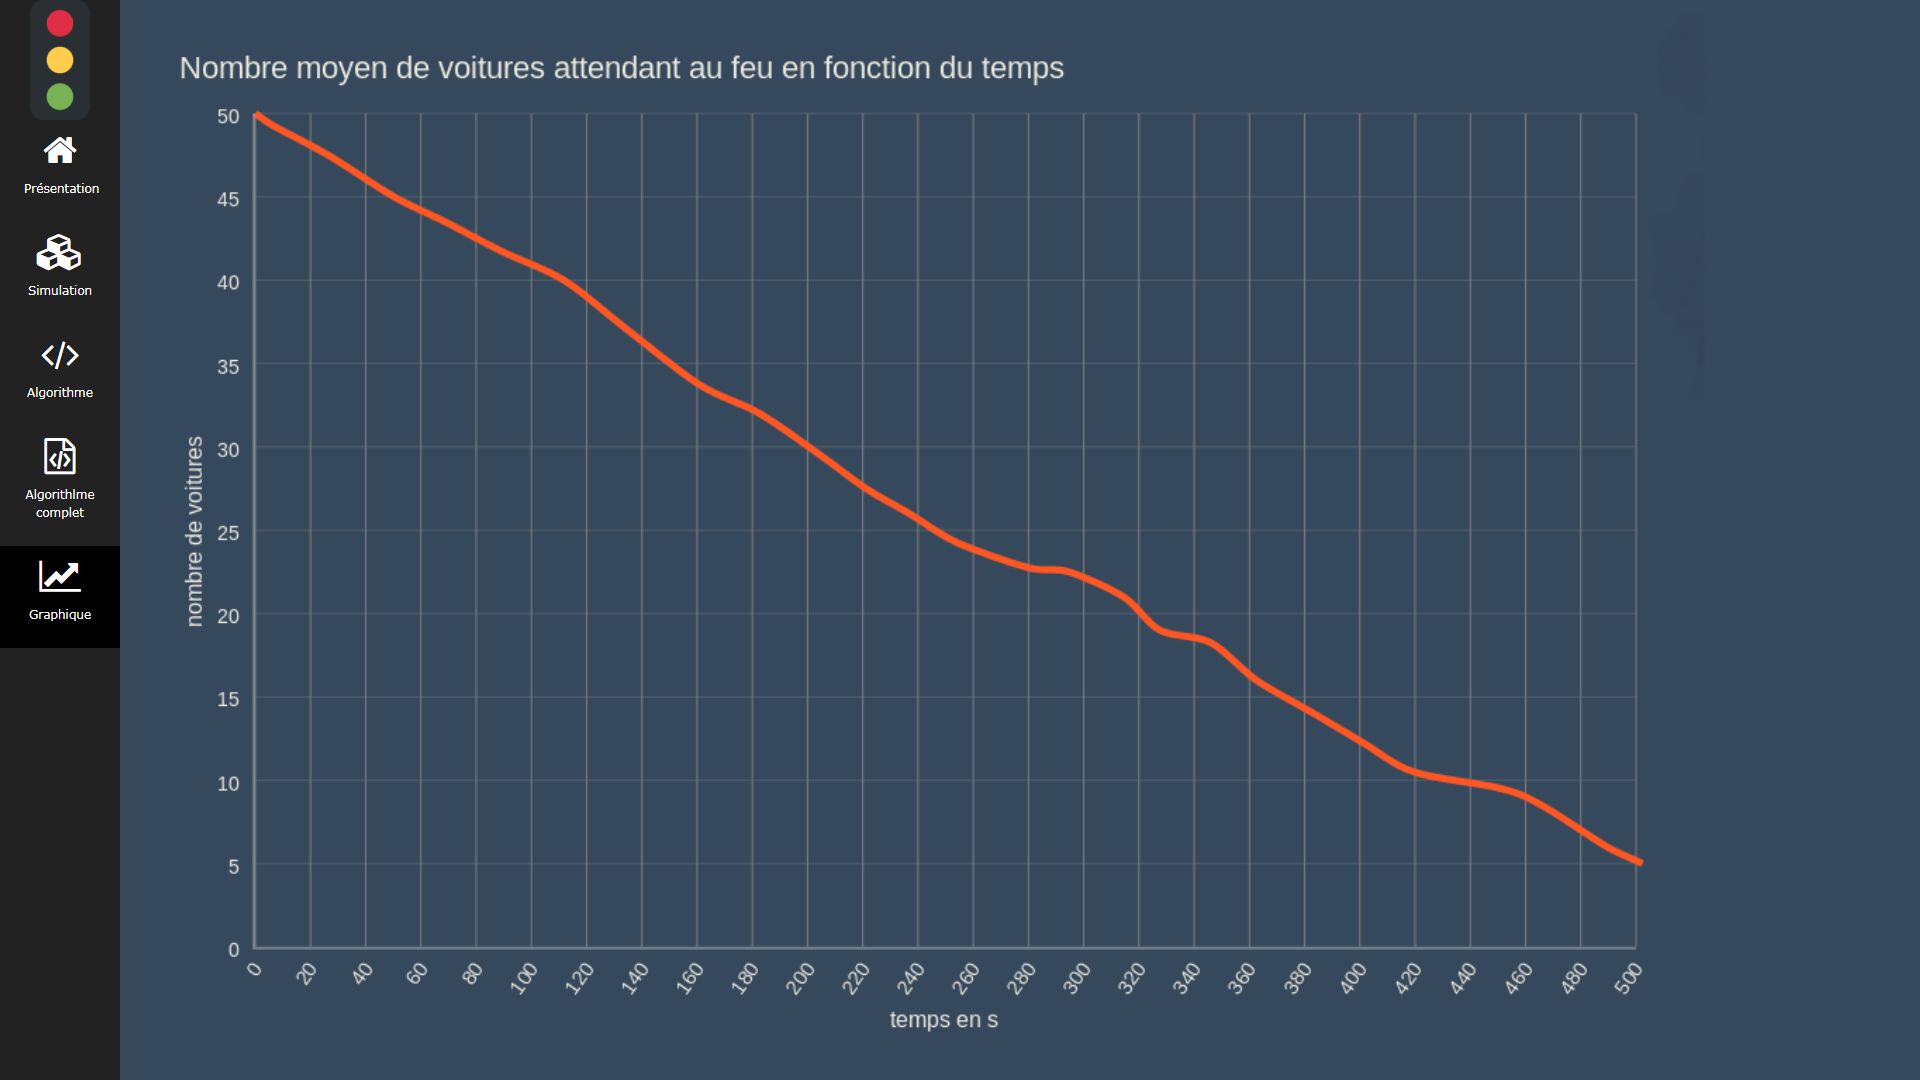 Présentation
Simulation
Algorithme
Algorithlme
complet
Graphique
Nombre moyen de voitures attendant au feu en fonction du temps
nombre de voitures
50
45
40
35
30
25
20
15
10
5
0
0 20 40 60 80 100 120 140 160 180 200 220 240 260 280 300 320 340 360 380 400 420 440 460 480 500
temps en s